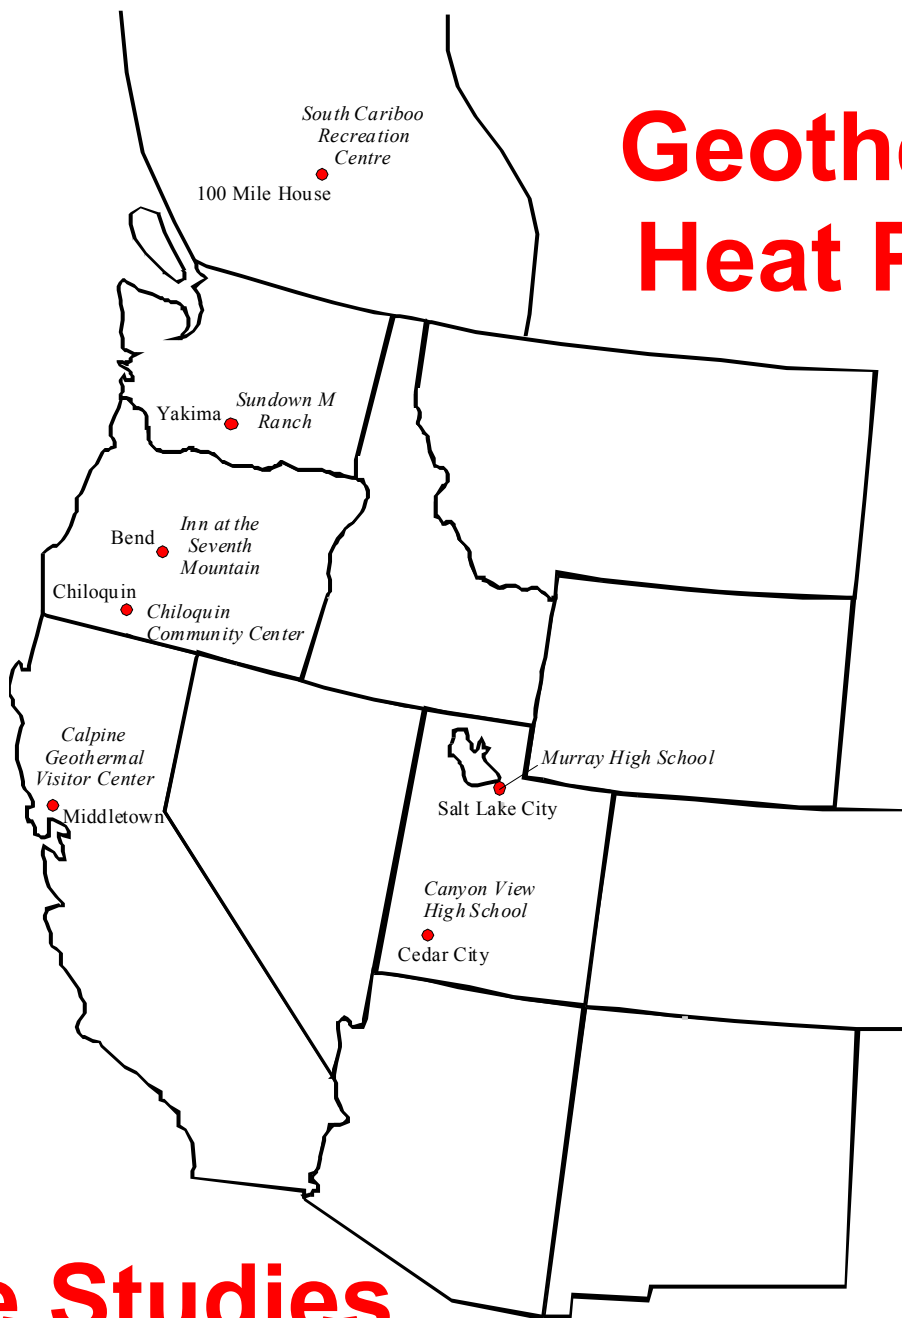 South Cariboo
Recreation
Centre
100 Mile House
Geoth
Heat
Yakima
Sundown M
Ranch
Bend
Inn at the
Seventh
Mountain
Chiloquin
Chiloquin
Community Center
Calpine
Geothermal
Visitor Center
Middletown
Murray High School
Salt Lake City
Canyon View
High School
Cedar City
e Studies